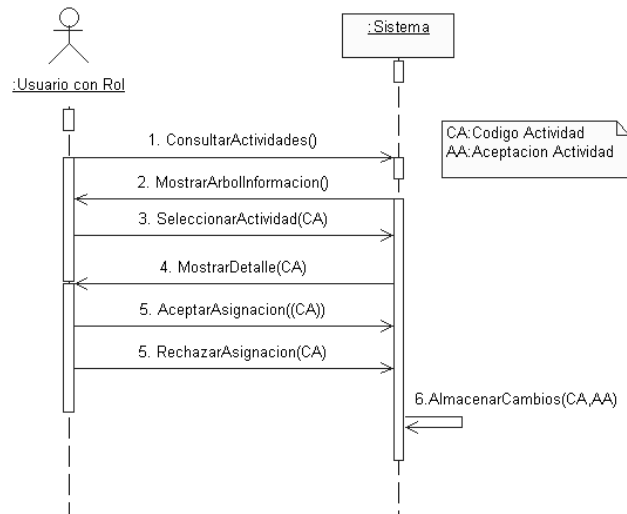 :Sistema
:Usuario con Rol
CA:Codigo Actividad
AA:Aceptacion Actividad
1. ConsultarActividades()
2. MostrarArbolInformacion()
3. SeleccionarActividad(CA)
4. MostrarDetalle(CA)
5. AceptarAsignacion((CA))
5. RechazarAsignacion(CA)
6.AlmacenarCambios(CA,AA)